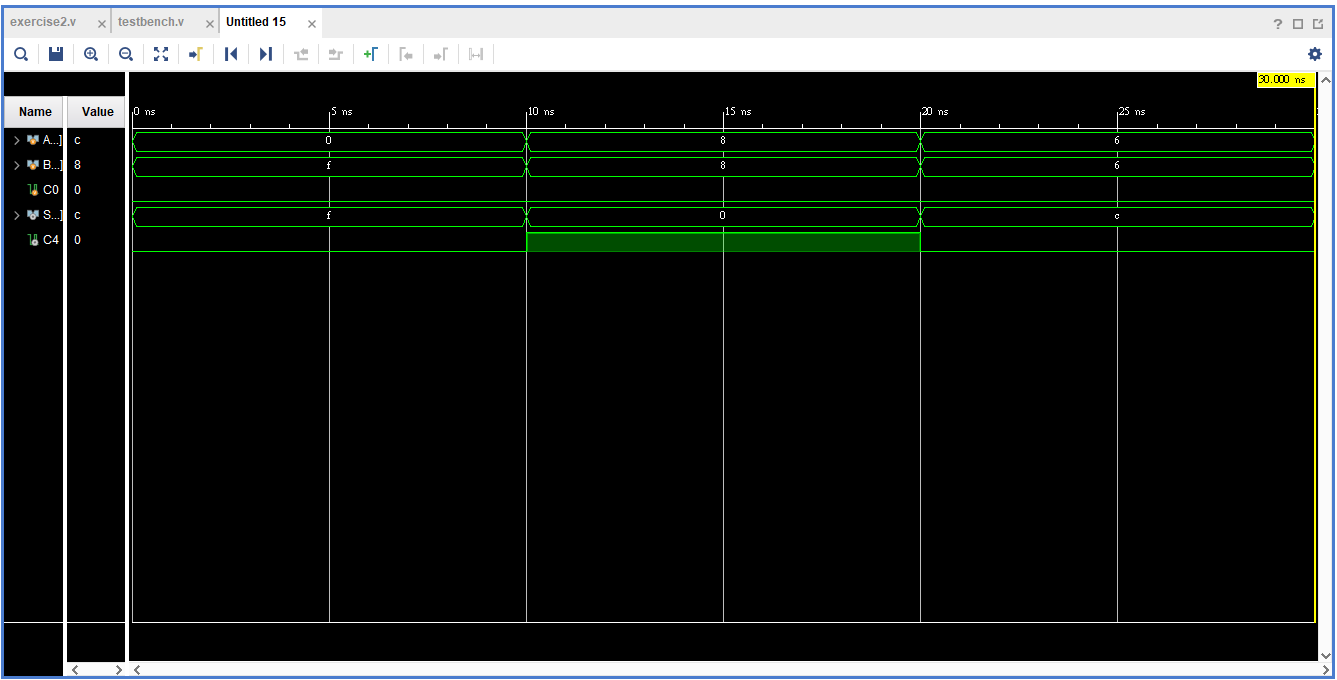 exercise2.v × testbench.v × Untitled 15 ×
?
30.000 ns
Name Value
0 ns 5 ns 10 ns 15 ns 20 ns 25 ns
A...] c 0 8 6
B...] 8 f 8 6
C0 0
S...] c f 0 c
C4 0